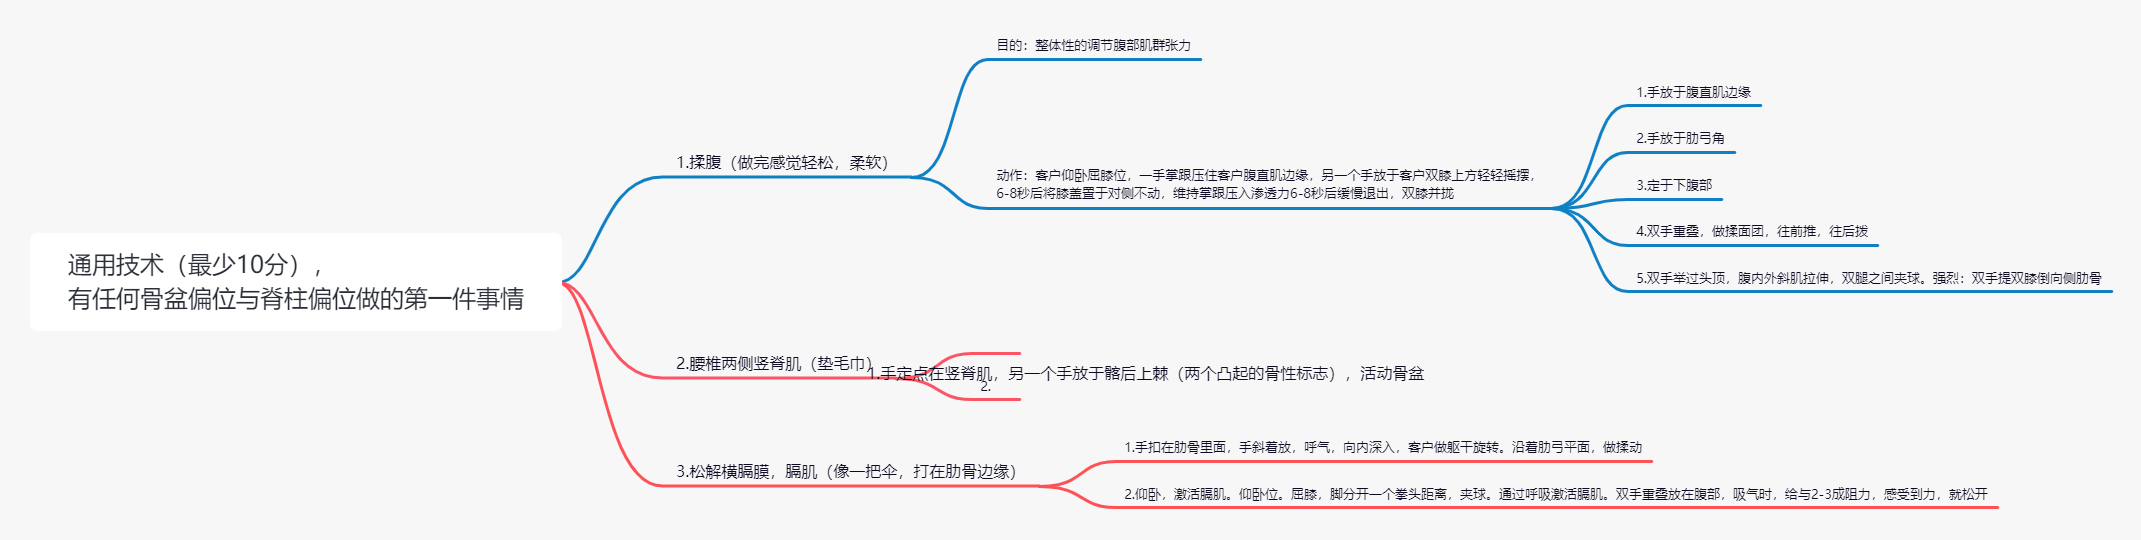 通用技术（最少10分），
有任何骨盆偏位与脊柱偏位做的第一件事情
1.揉腹（做完感觉轻松，柔软）
目的：整体性的调节腹部肌群张力
动作：客户仰卧屈膝位，一手掌跟压住客户腹直肌边缘，另一个手放于客户双膝上方轻轻摇摆，
6-8秒后将膝盖置于对侧不动，维持掌跟压入渗透力6-8秒后缓慢退出，双膝并拢
1.手放于腹直肌边缘
2.手放于肋弓角
3.定于下腹部
4.双手重叠，做揉面团，往前推，往后拨
5.双手举过头顶，腹内外斜肌拉伸，双腿之间夹球。强烈：双手提双膝倒向侧肋骨
2.腰椎两侧竖脊肌（垫毛巾）
1.手定点在竖脊肌，另一个手放于髂后上棘（两个凸起的骨性标志），活动骨盆
2.
3.松解横膈膜，膈肌（像一把伞，打在肋骨边缘）
1.手扣在肋骨里面，手斜着放，呼气，向内深入，客户做躯干旋转。沿着肋弓平面，做揉动
2.仰卧，激活膈肌。仰卧位。屈膝，脚分开一个拳头距离，夹球。通过呼吸激活膈肌。双手重叠放在腹部，吸气时，给与2-3成阻力，感受到力，就松开